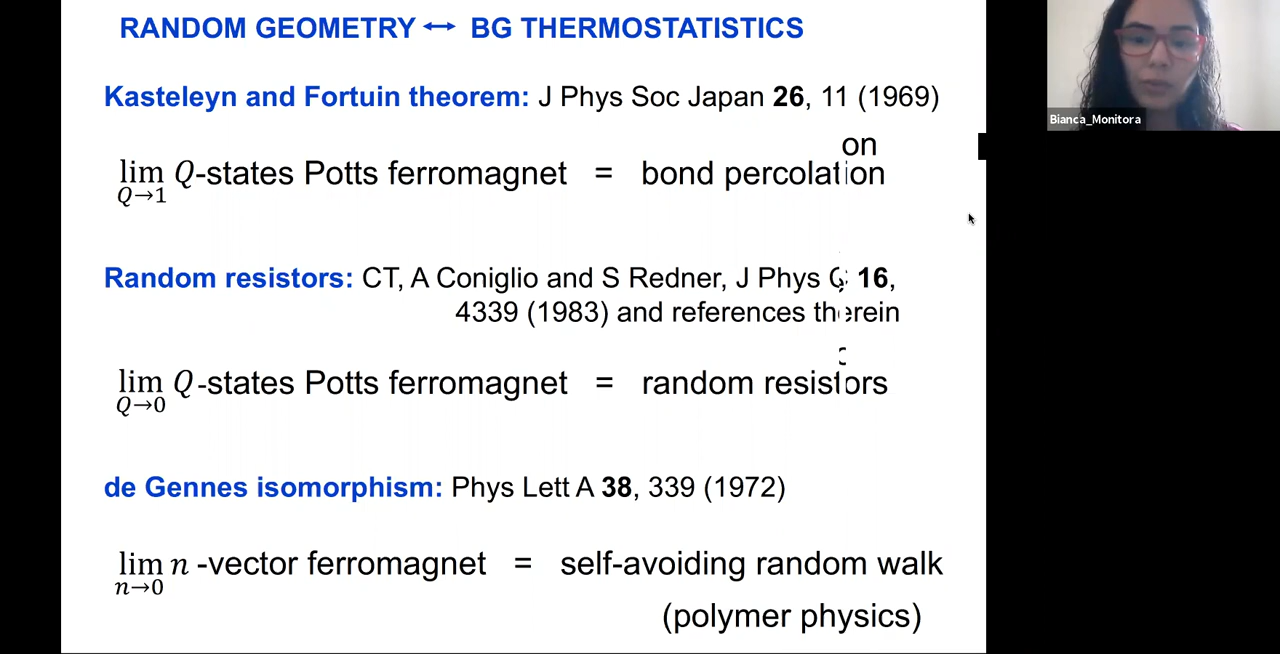 RANDOM GEOMETRY ↔ BG THERMOSTATISTICS
Kasteleyn and Fortuin theorem: J Phys Soc Japan 26, 11 (1969)
on
lim Q-states Potts ferromagnet = bond percolation
Q→1
Random resistors: CT, A Coniglio and S Redner, J Phys C 16,
4339 (1983) and references therein
lim Q-states Potts ferromagnet = random resistors
Q→0
de Gennes isomorphism: Phys Lett A 38, 339 (1972)
lim n -vector ferromagnet = self-avoiding random walk
n→0
(polymer physics)
Bianca_Monitora